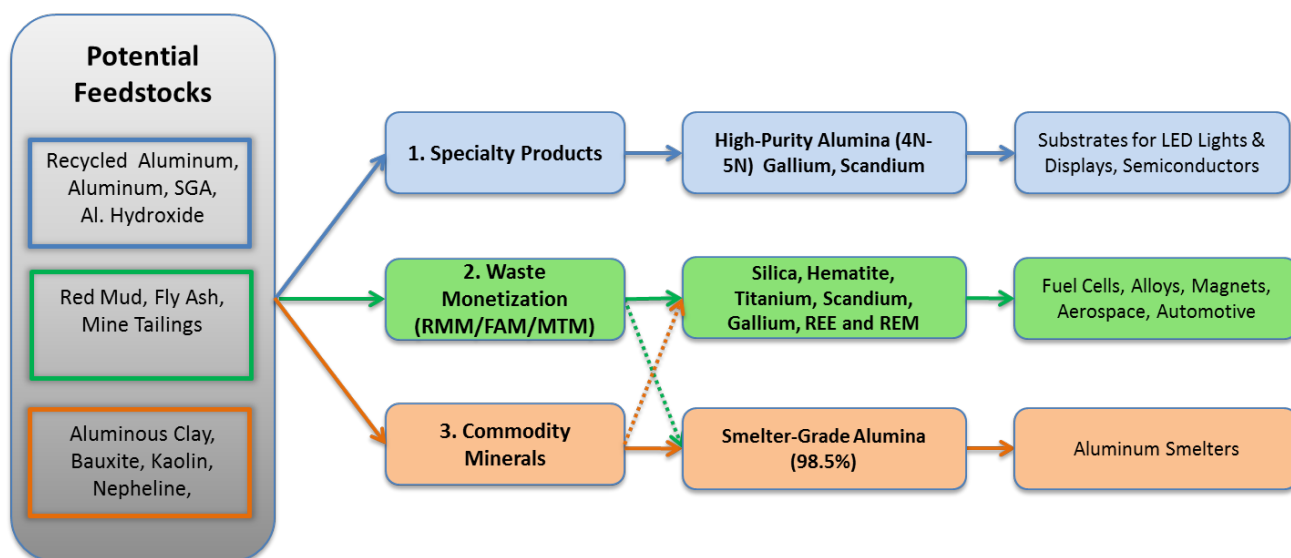 Potential
Feedstocks
Recycled Aluminum,
Aluminum, SGA,
Al. Hydroxide
Red Mud, Fly Ash,
Mine Tailings
Aluminous Clay,
Bauxite, Kaolin,
Nepheline,
1. Specialty Products
High-Purity Alumina (4N-
5N) Gallium, Scandium
Substrates for LED Lights &
Displays, Semiconductors
2. Waste
Monetization
(RMM/FAM/MTM)
Silica, Hematite,
Titanium, Scandium,
Gallium, REE and REM
Fuel Cells, Alloys, Magnets,
Aerospace, Automotive
3. Commodity
Minerals
Smelter-Grade Alumina
(98.5%)
Aluminum Smelters